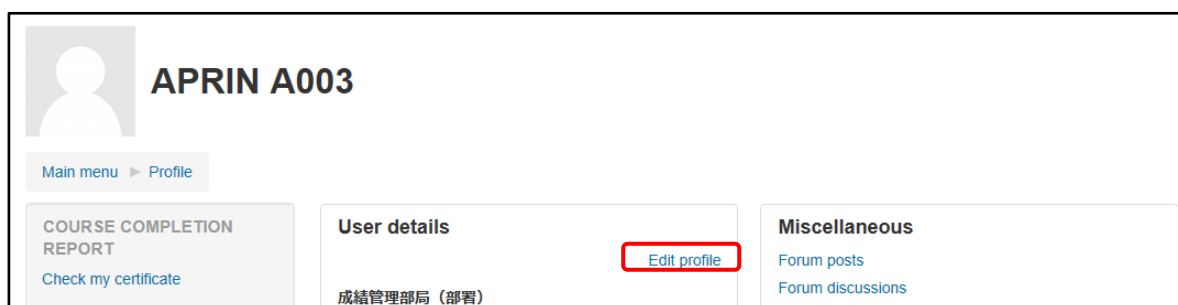 APRIN A003
Main menu ► Profile
COURSE COMPLETION
REPORT
Check my certificate
User details
Edit profile
成績管理部局（部署）
Miscellaneous
Forum posts
Forum discussions